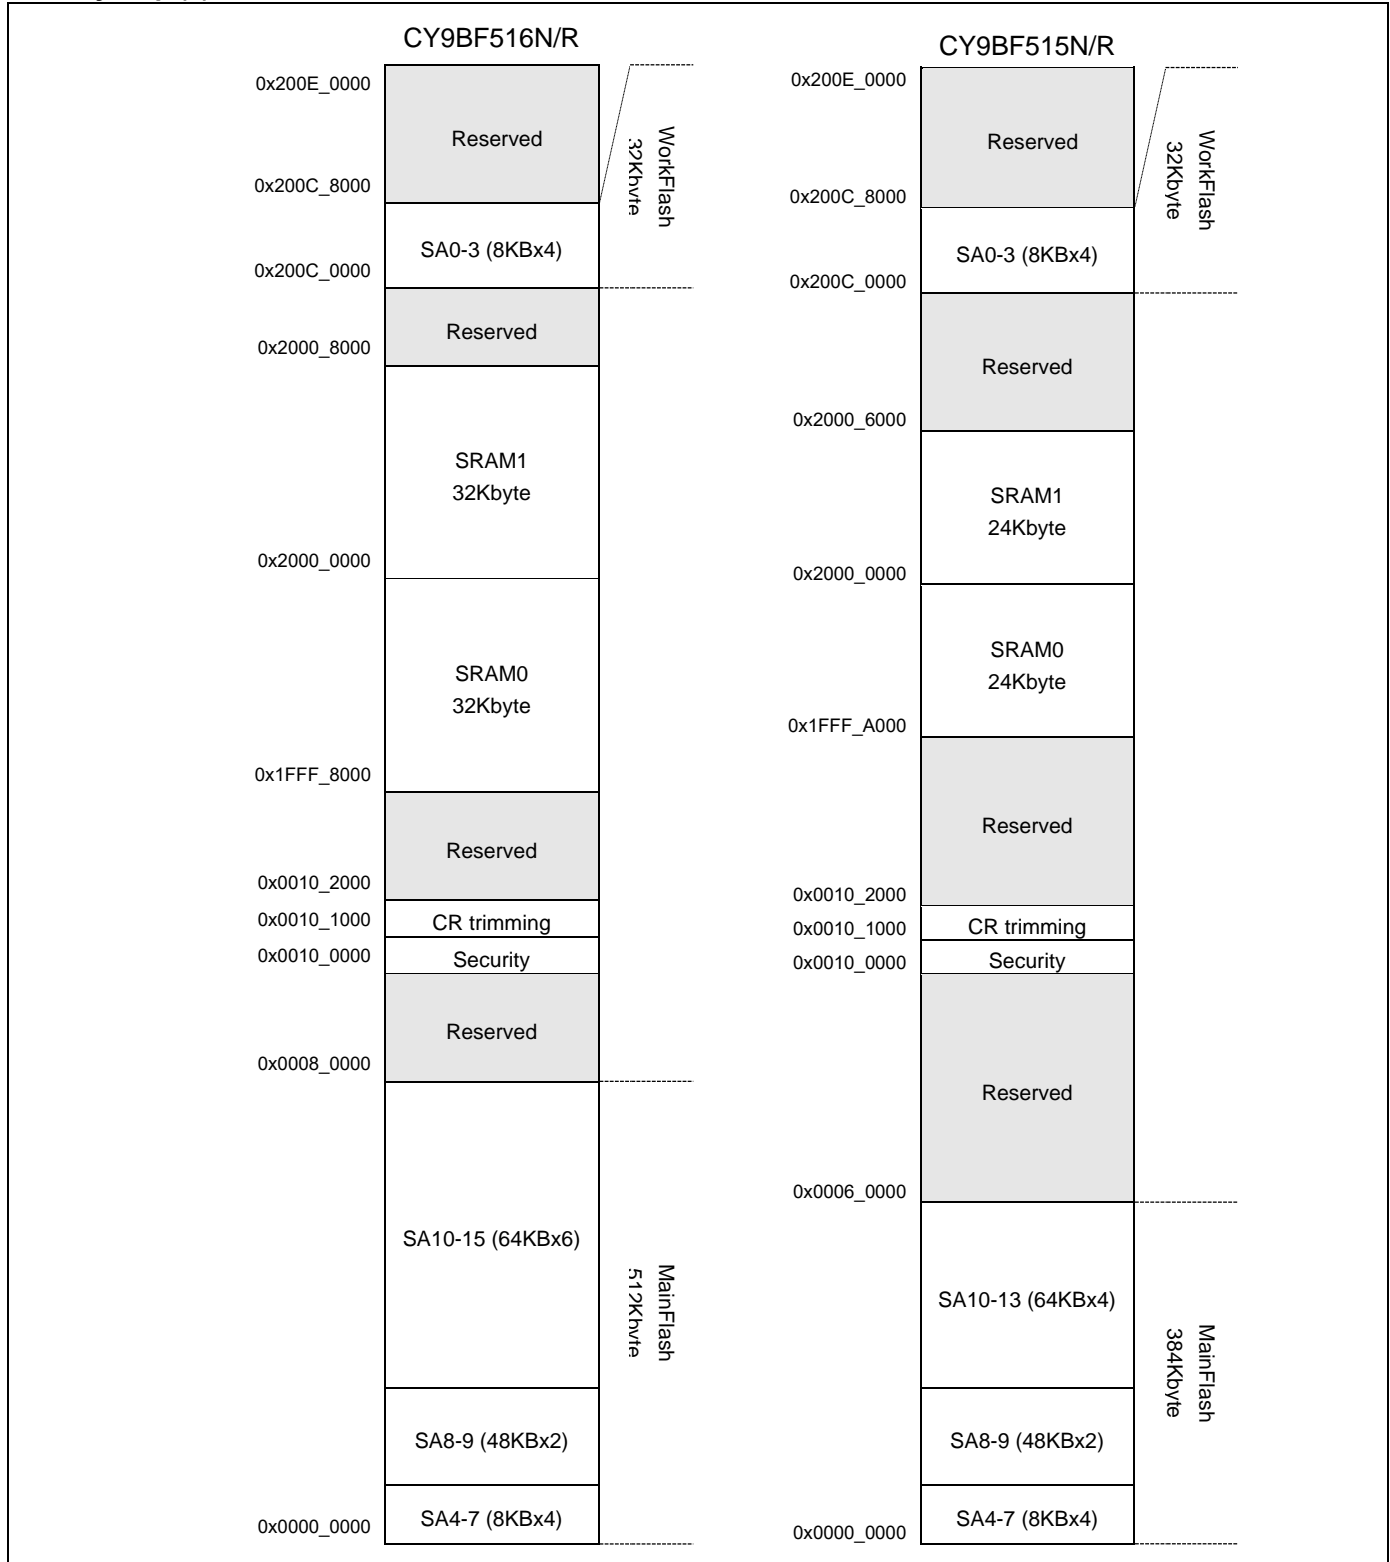 CY9BF516N/R
0x200E_0000
Reserved
0x200C_8000
SA0-3 (8KBx4)
0x200C_0000
Reserved
0x2000_8000
SRAM1
32Kbyte
0x2000_0000
SRAM0
32Kbyte
0x1FFF_8000
Reserved
0x0010_2000
CR trimming
0x0010_1000
Security
0x0010_0000
Reserved
0x0008_0000
SA10-15 (64KBx6)
SA8-9 (48KBx2)
SA4-7 (8KBx4)
0x0000_0000
WorkFlash
32Kbyte
MainFlash
512Kbyte
CY9BF515N/R
0x200E_0000
Reserved
0x200C_8000
SA0-3 (8KBx4)
0x200C_0000
Reserved
0x2000_6000
SRAM1
24Kbyte
0x2000_0000
SRAM0
24Kbyte
0x1FFF_A000
Reserved
0x0010_2000
CR trimming
0x0010_1000
Security
0x0010_0000
Reserved
0x0006_0000
SA10-13 (64KBx4)
SA8-9 (48KBx2)
SA4-7 (8KBx4)
0x0000_0000
WorkFlash
32Kbyte
MainFlash
384Kbyte